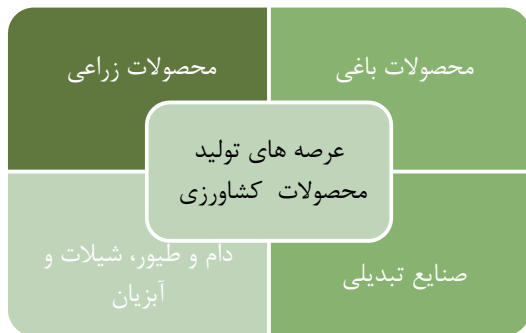 محصولات باغی
محصولات زراعی
عرصه های تولید
محصولات کشاورزی
صنایع تبدیلی
دام و طیور، شیلات و
آبزیان